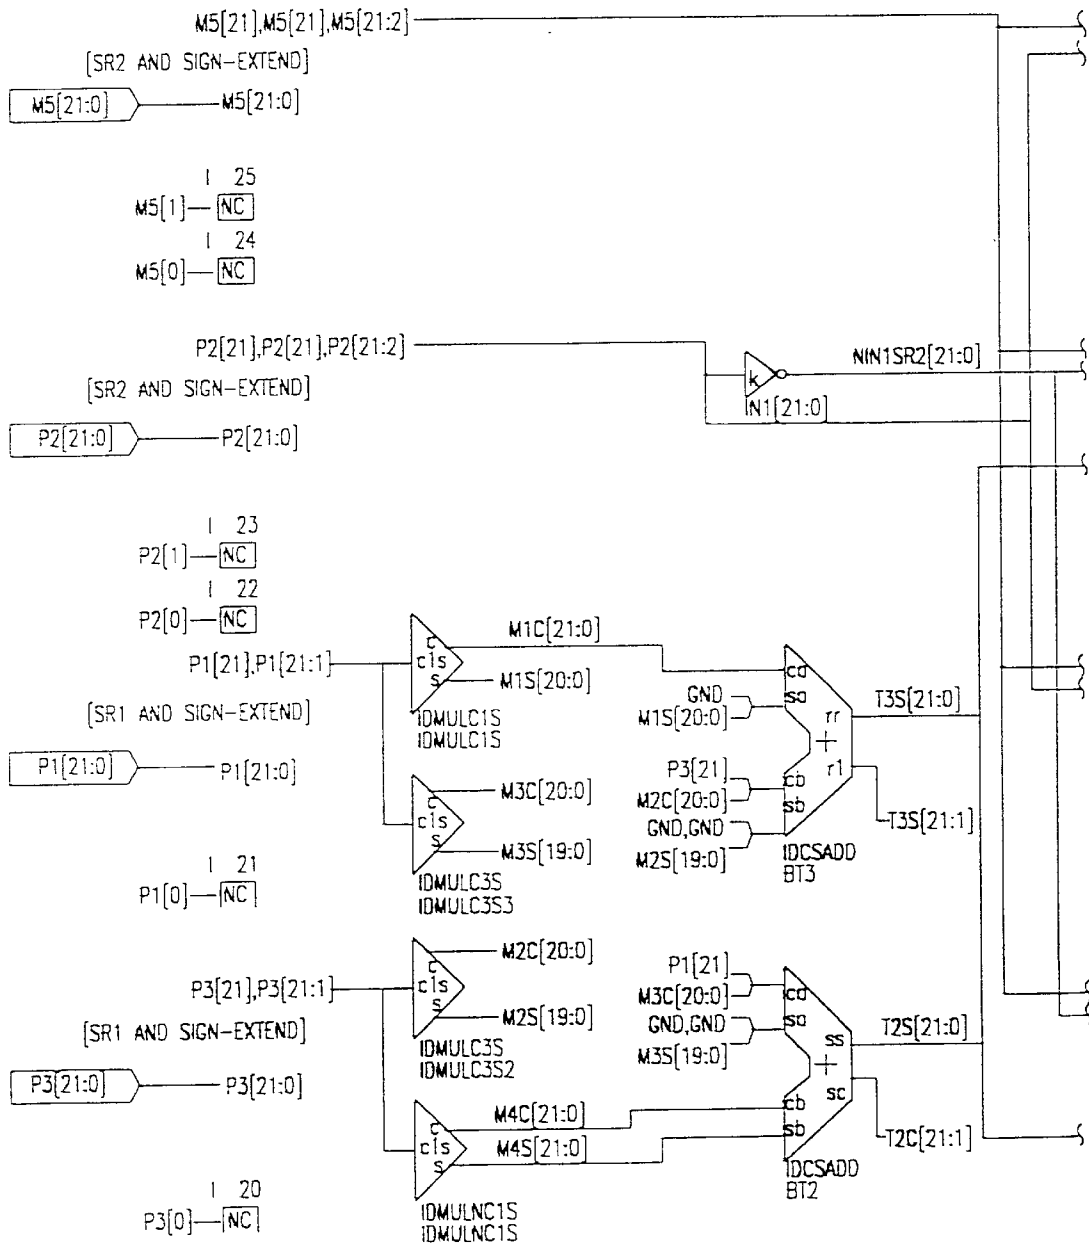 M5[21],M5[21],M5[21:2]
[SR2 AND SIGN-EXTEND]
M5[21:0] M5[21:0]
I 25
M5[1] NC
I 24
M5[0] NC
P2[21],P2[21],P2[21:2]
NIN1SR2[21:0]
k
[SR2 AND SIGN-EXTEND]
IN1[21:0]
P2[21:0] P2[21:0]
I 23
P2[1] NC
I 22
P2[0] NC
P1[21],P1[21:1]
c
cls
s
M1C[21:0]
M1S[20:0]
IDMULC1S
IDMULC1S
[SR1 AND SIGN-EXTEND]
P1[21:0] P1[21:0]
c
cls
s
M3C[20:0]
M3S[19:0]
IDMULC3S
IDMULC3S3
I 21
P1[0] NC
GND
M1S[20:0]
P3[21]
M2C[20:0]
GND,GND
M2S[19:0]
ca
sa
cb
sb
rr
+
rl
T3S[21:0]
T3S[21:1]
IDCSADD
BT3
P3[21],P3[21:1]
c
cls
s
M2C[20:0]
M2S[19:0]
IDMULC3S
IDMULC3S2
[SR1 AND SIGN-EXTEND]
P3[21:0] P3[21:0]
c
cls
s
M4C[21:0]
M4S[21:0]
IDMULNC1S
IDMULNC1S
I 20
P3[0] NC
P1[21]
M3C[20:0]
GND,GND
M3S[19:0]
ca
sa
cb
sb
ss
+
sc
T2S[21:0]
T2C[21:1]
IDCSADD
BT2